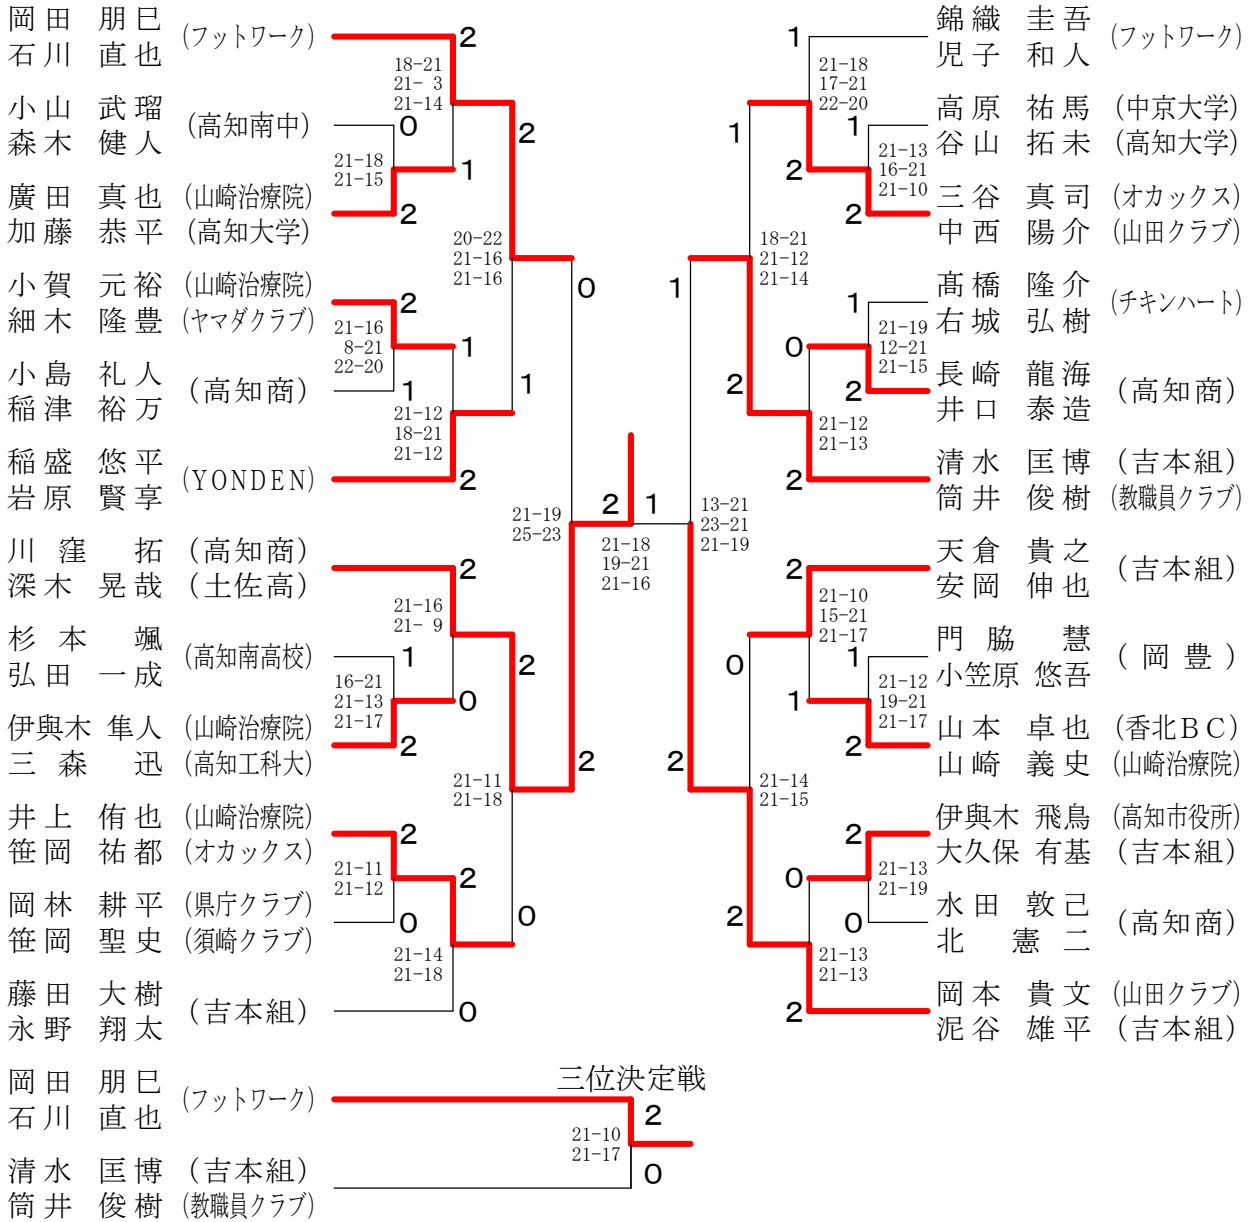 岡田 朋巳
石川 直也
(フットワーク)
2
18-21
21- 3
21-14
小山 武瑠
森木 健人
(高知南中)
0
21-18
21-15
1
廣田 真也 (山崎治療院)
加藤 恭平 (高知大学)
2
2
20-22
21-16
21-16
小賀 元裕 (山崎治療院)
細木 隆豊 (ヤマダクラブ)
2
21-16
8-21
22-20
1
小島 礼人
稲津 裕万
(高知商)
1
21-12
18-21
21-12
1
稲盛 悠平
岩原 賢享
(YONDEN)
2
0
21-19
25-23
川窪 拓 (高知商)
深木 晃哉 (土佐高)
2
21-16
21- 9
杉本 颯
弘田 一成
(高知南高校)
1
16-21
21-13
21-17
0
伊與木 隼人 (山崎治療院)
三森 迅 (高知工科大)
2
2
21-11
21-18
2
井上 侑也 (山崎治療院)
笹岡 祐都 (オカックス)
2
21-11
21-12
2
岡林 耕平 (県庁クラブ)
笹岡 聖史 (須崎クラブ)
0
21-14
21-18
0
藤田 大樹
永野 翔太
(吉本組)
0
2 1
21-18
19-21
21-16
錦織 圭吾
児子 和人
(フットワーク)
1
21-18
17-21
22-20
高原 祐馬 (中京大学)
谷山 拓未 (高知大学)
1
21-13
16-21
21-10
2
三谷 真司 (オカックス)
中西 陽介 (山田クラブ)
2
1
18-21
21-12
21-14
髙橋 隆介
右城 弘樹
(チキンハート)
1
21-19
12-21
21-15
0
長崎 龍海
井口 泰造
(高知商)
2
2
21-12
21-13
清水 匡博 (吉本組)
筒井 俊樹 (教職員クラブ)
2
1
13-21
23-21
21-19
天倉 貴之
安岡 伸也
(吉本組)
2
21-10
15-21
21-17
門脇 慧
小笠原 悠吾
(岡豊)
1
21-12
19-21
21-17
1
山本 卓也 (香北BC)
山崎 義史 (山崎治療院)
2
0
21-14
21-15
2
伊與木 飛鳥 (高知市役所)
大久保 有基 (吉本組)
2
21-13
21-19
0
水田 敦己
北 憲二
(高知商)
0
2
21-13
21-13
岡本 貴文 (山田クラブ)
泥谷 雄平 (吉本組)
2
三位決定戦
岡田 朋巳
石川 直也
(フットワーク)
2
21-10
21-17
清水 匡博 (吉本組)
筒井 俊樹 (教職員クラブ)
0